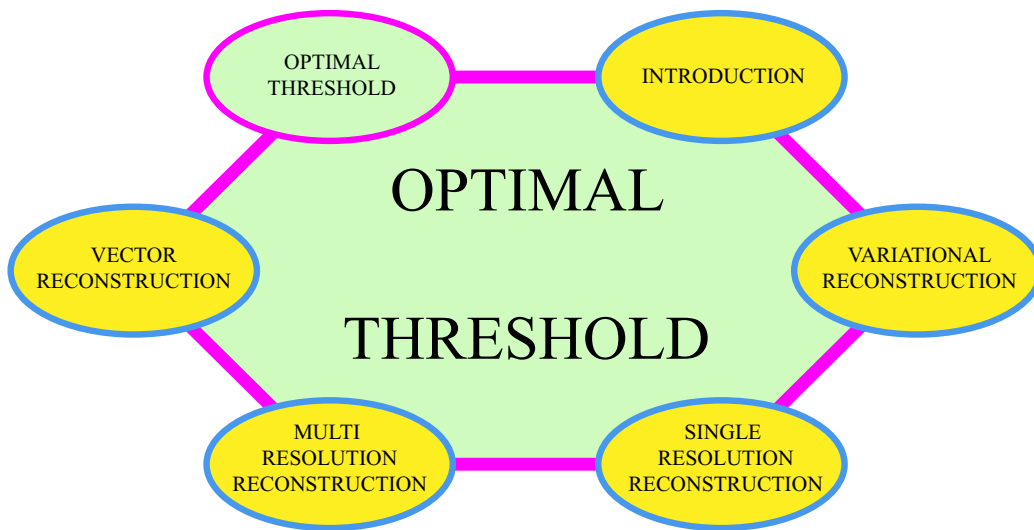 OPTIMAL
THRESHOLD
INTRODUCTION
OPTIMAL
THRESHOLD
VECTOR
RECONSTRUCTION
VARIATIONAL
RECONSTRUCTION
MULTI
RESOLUTION
RECONSTRUCTION
SINGLE
RESOLUTION
RECONSTRUCTION